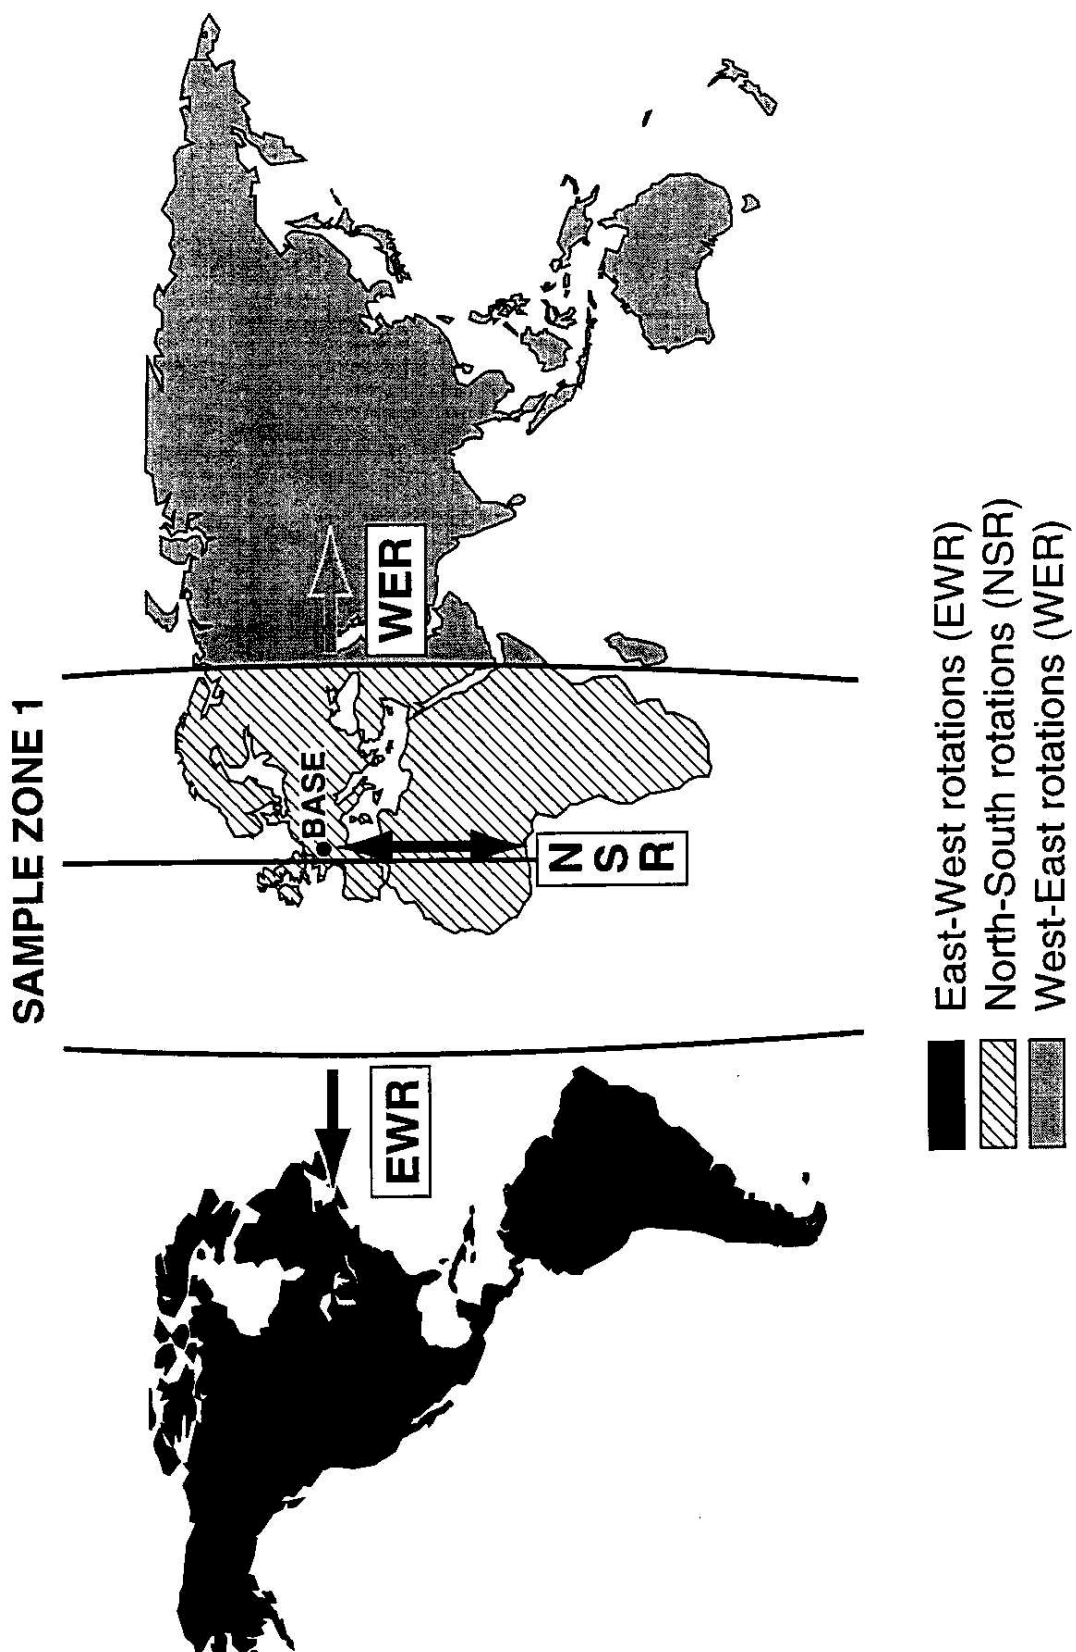 SAMPLE ZONE 1
EWR
BASE
N
S
R
WER
East-West rotations (EWR)
North-South rotations (NSR)
West-East rotations (WER)